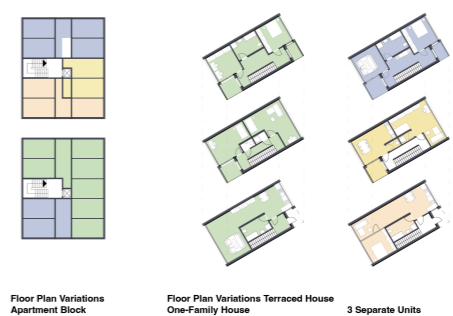 Floor Plan Variations
Apartment Block
Floor Plan Variations Terraced House
One-Family House
3 Separate Units